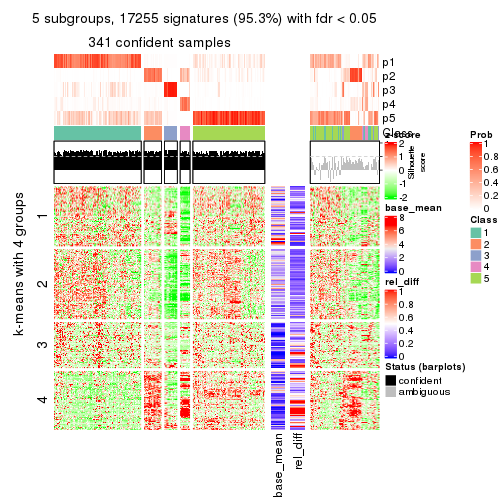 5 subgroups, 17255 signatures (95.3%) with fdr < 0.05
341 confident samples
p1
p2
p3
p4
p5
Class
Silhouette
score
1
2
3
4
k-means with 4 groups
base_mean
rel_diff
z-score
2
1
0
-1
-2
base_mean
8
6
4
2
0
rel_diff
1
0.8
0.6
0.4
0.2
0
Status (barplots)
confident
ambiguous
Prob
1
0.8
0.6
0.4
0.2
0
Class
1
2
3
4
5